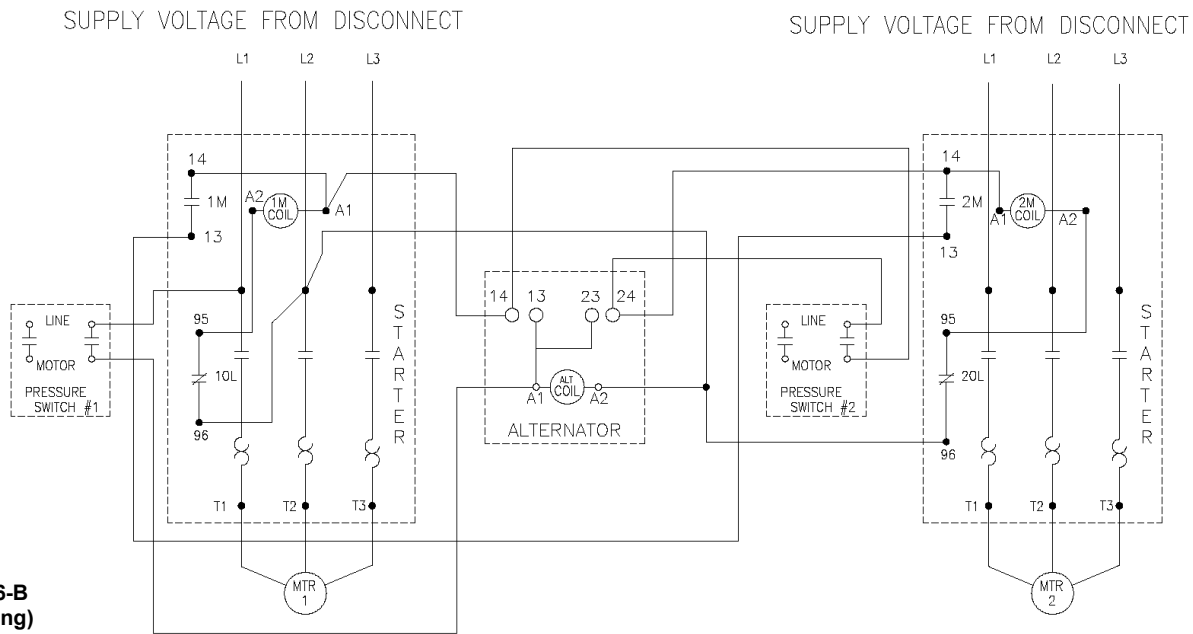 SUPPLY VOLTAGE FROM DISCONNECT
L1 L2 L3
14
1M
A2
1M
COIL
A1
13
LINE
MOTOR
PRESSURE
SWITCH #1
95
10L
96
STARTER
T1 T2 T3
MTR
1
14 13 23 24
A1
ALT
COIL
A2
ALTERNATOR
LINE
MOTOR
PRESSURE
SWITCH #2
SUPPLY VOLTAGE FROM DISCONNECT
L1 L2 L3
14
2M
A1
2M
COIL
A2
13
95
20L
96
STARTER
T1 T2 T3
MTR
2
6-B
ng)